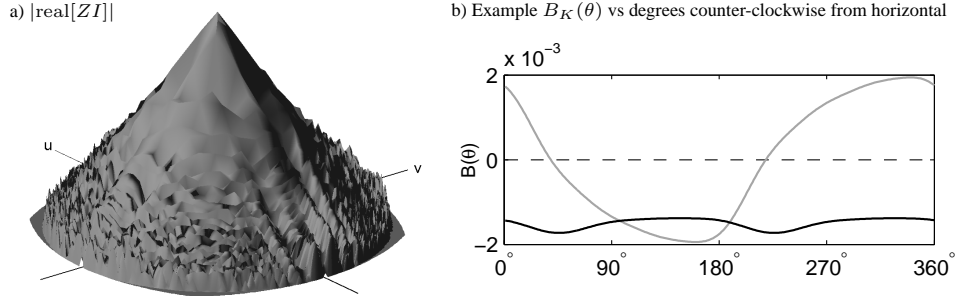 a) |real[ZI]|
b) Example B_K(θ) vs degrees counter-clockwise from horizontal
x 10⁻³
2
0
−2
B(θ)
0° 90° 180° 270° 360°
u
v